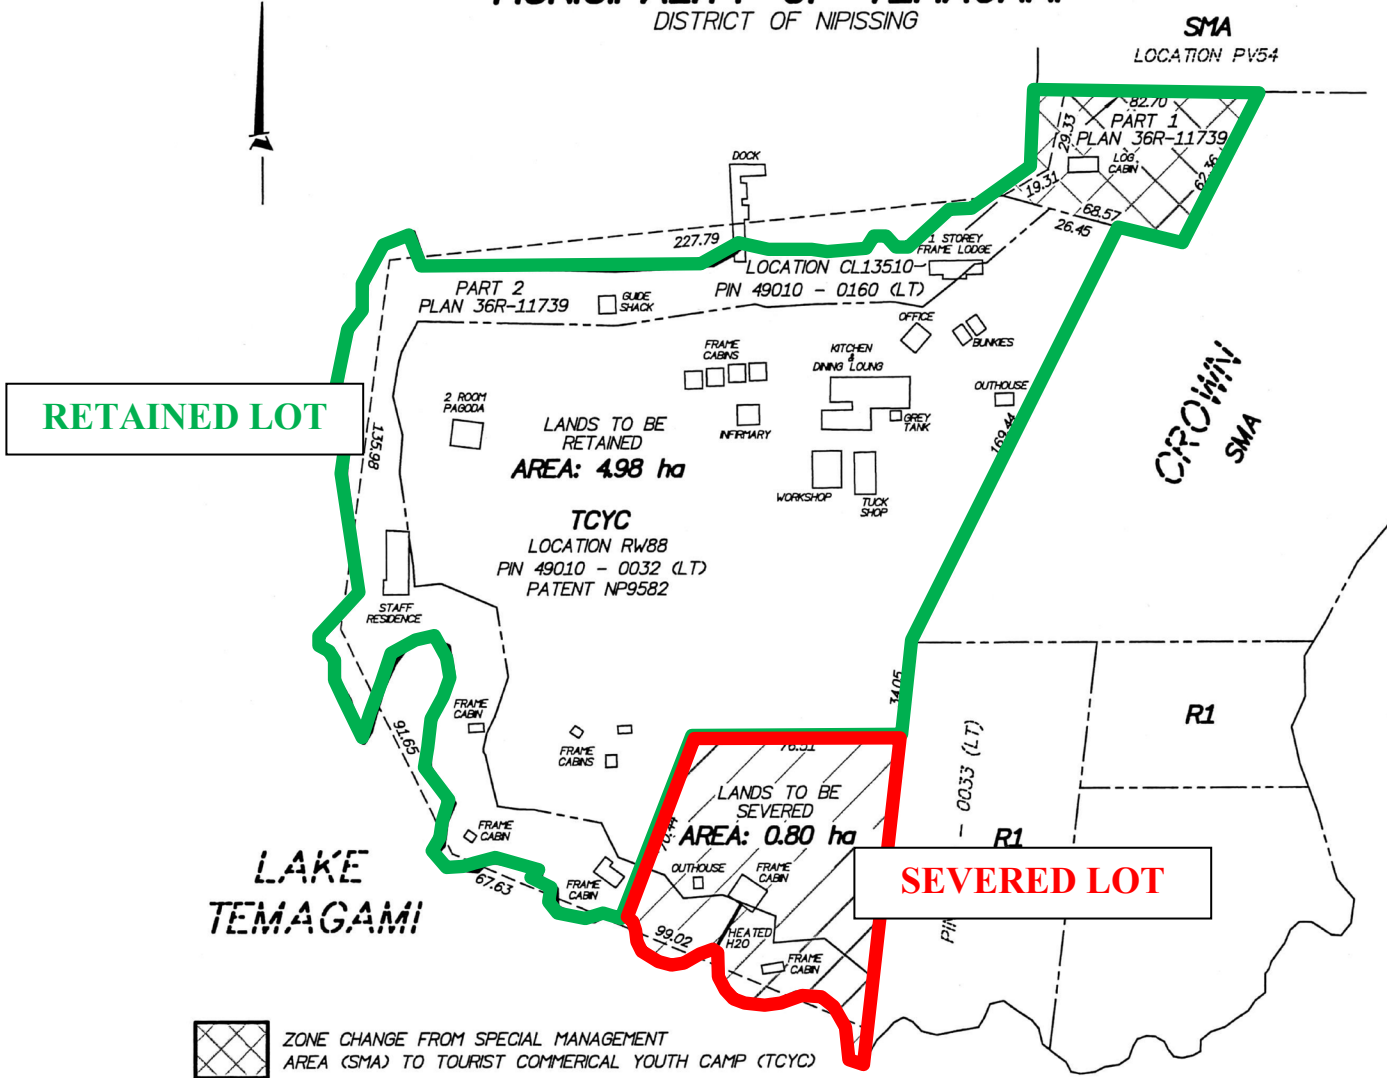 DISTRICT OF NIPISSING
SMA
LOCATION PV54
82.70
PART 1
PLAN 36R-11739
29.33
LOG
CABIN
62.36
19.31
68.57
26.45
DOCK
227.79
1 STOREY
FRAME LODGE
LOCATION CL13510
PIN 49010 - 0160 (LT)
PART 2
PLAN 36R-11739
GUIDE
SHACK
OFFICE
BUNKIES
FRAME
CABINS
KITCHEN
&
DINING LOUNG
OUTHOUSE
CROWN
SMA
RETAINED LOT
2 ROOM
PAGODA
135.98
LANDS TO BE
RETAINED
AREA: 4.98 ha
INFIRMARY
GREY
TANK
169.44
WORKSHOP
TUCK
SHOP
TCYC
LOCATION RW88
PIN 49010 - 0032 (LT)
PATENT NP9582
STAFF
RESIDENCE
34.05
R1
FRAME
CABIN
91.65
FRAME
CABINS
76.51
- 0033 (LT)
LANDS TO BE
SEVERED
AREA: 0.80 ha
70.44
R1
FRAME
CABIN
LAKE
TEMAGAMI
67.63
FRAME
CABIN
OUTHOUSE
FRAME
CABIN
SEVERED LOT
99.02
HEATED
H2O
FRAME
CABIN
ZONE CHANGE FROM SPECIAL MANAGEMENT
AREA (SMA) TO TOURIST COMMERICAL YOUTH CAMP (TCYC)